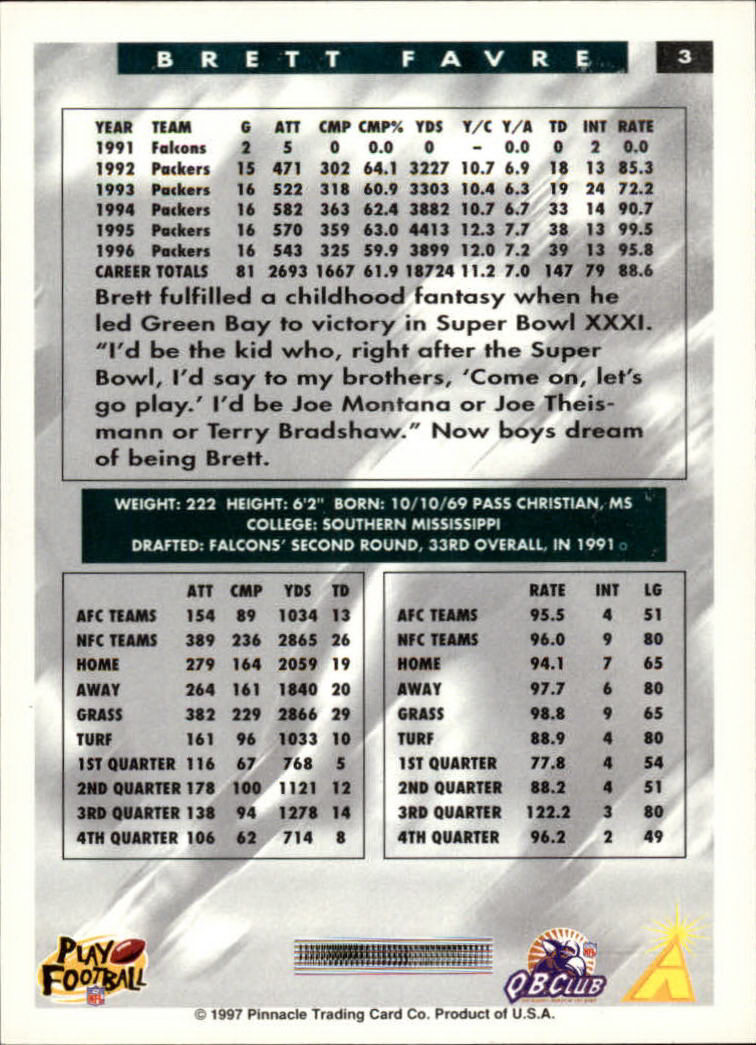 BRETT FAVRE 3
YEAR TEAM G ATT CMP CMP% YDS Y/C Y/A TD INT RATE
1991 Falcons 2 5 0 0.0 0 - 0.0 0 2 0.0
1992 Packers 15 471 302 64.1 3227 10.7 6.9 18 13 85.3
1993 Packers 16 522 318 60.9 3303 10.4 6.3 19 24 72.2
1994 Packers 16 582 363 62.4 3882 10.7 6.7 33 14 90.7
1995 Packers 16 570 359 63.0 4413 12.3 7.7 38 13 99.5
1996 Packers 16 543 325 59.9 3899 12.0 7.2 39 13 95.8
CAREER TOTALS 81 2693 1667 61.9 18724 11.2 7.0 147 79 88.6
Brett fulfilled a childhood fantasy when he
led Green Bay to victory in Super Bowl XXXI.
"I'd be the kid who, right after the Super
Bowl, I'd say to my brothers, 'Come on, let's
go play.' I'd be Joe Montana or Joe Theis-
mann or Terry Bradshaw." Now boys dream
of being Brett.
WEIGHT: 222 HEIGHT: 6'2" BORN: 10/10/69 PASS CHRISTIAN, MS
COLLEGE: SOUTHERN MISSISSIPPI
DRAFTED: FALCONS' SECOND ROUND, 33RD OVERALL, IN 1991
ATT CMP YDS TD
AFC TEAMS 154 89 1034 13
NFC TEAMS 389 236 2865 26
HOME 279 164 2059 19
AWAY 264 161 1840 20
GRASS 382 229 2866 29
TURF 161 96 1033 10
1ST QUARTER 116 67 768 5
2ND QUARTER 178 100 1121 12
3RD QUARTER 138 94 1278 14
4TH QUARTER 106 62 714 8
RATE INT LG
AFC TEAMS 95.5 4 51
NFC TEAMS 96.0 9 80
HOME 94.1 7 65
AWAY 97.7 6 80
GRASS 98.8 9 65
TURF 88.9 4 80
1ST QUARTER 77.8 4 54
2ND QUARTER 88.2 4 51
3RD QUARTER 122.2 3 80
4TH QUARTER 96.2 2 49
PLAY
FOOTBALL
NFL
NFL
QB CLUB
© 1997 Pinnacle Trading Card Co. Product of U.S.A.